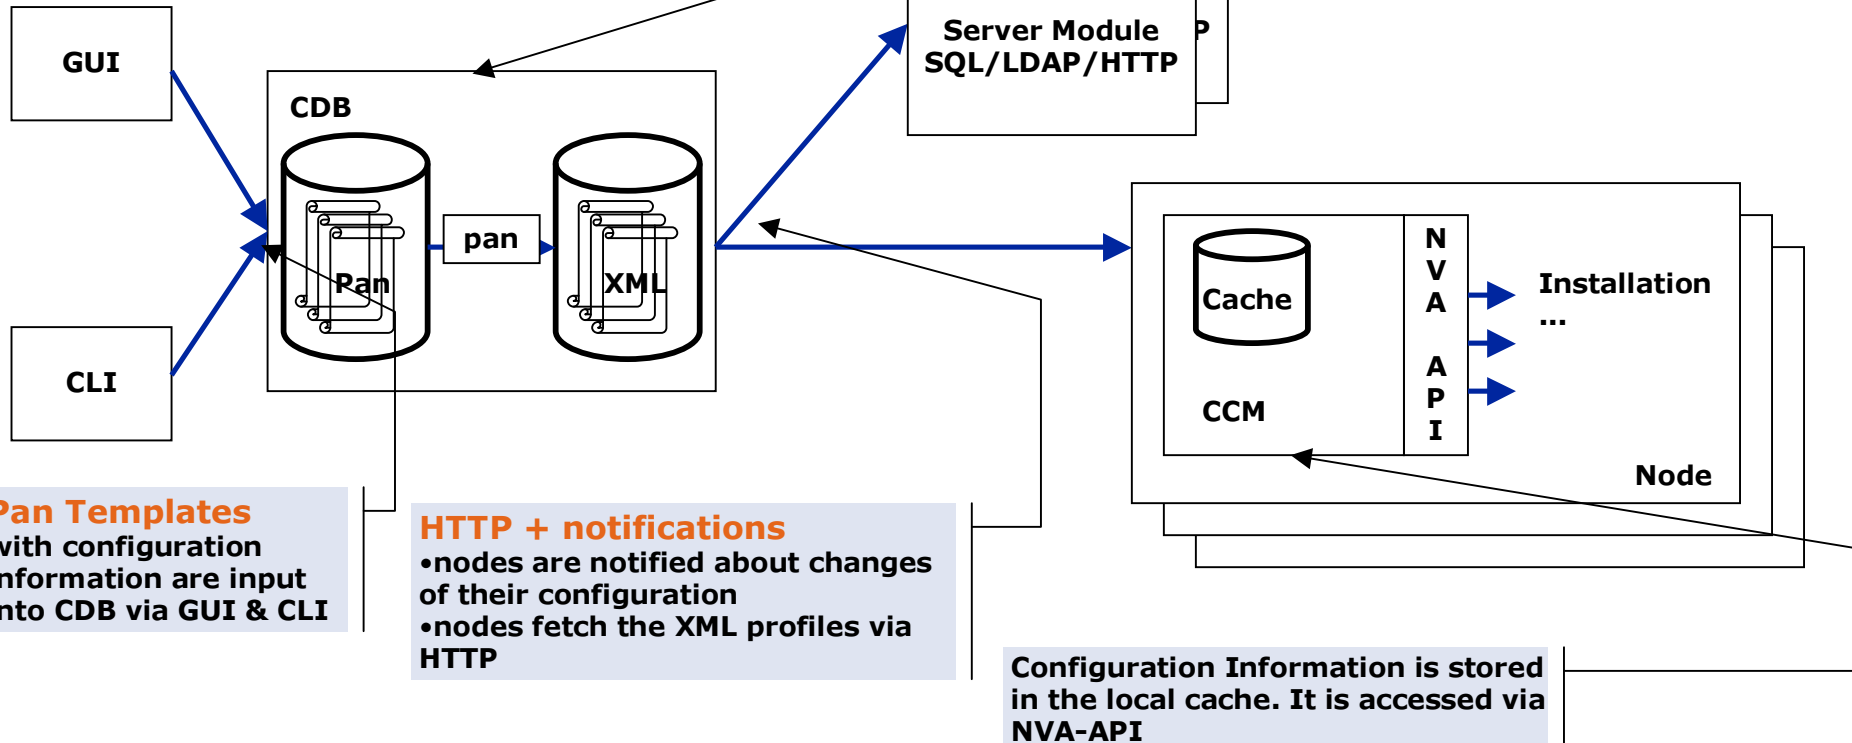 GUI
Server Module
SQL/LDAP/HTTP
P
CDB
pan
Pan
XML
Cache
CCM
N
V
A
A
P
I
Installation
...
Node
CLI
Pan Templates
with configuration
information are input
into CDB via GUI & CLI
HTTP + notifications
•nodes are notified about changes
of their configuration
•nodes fetch the XML profiles via
HTTP
Configuration Information is stored
in the local cache. It is accessed via
NVA-API